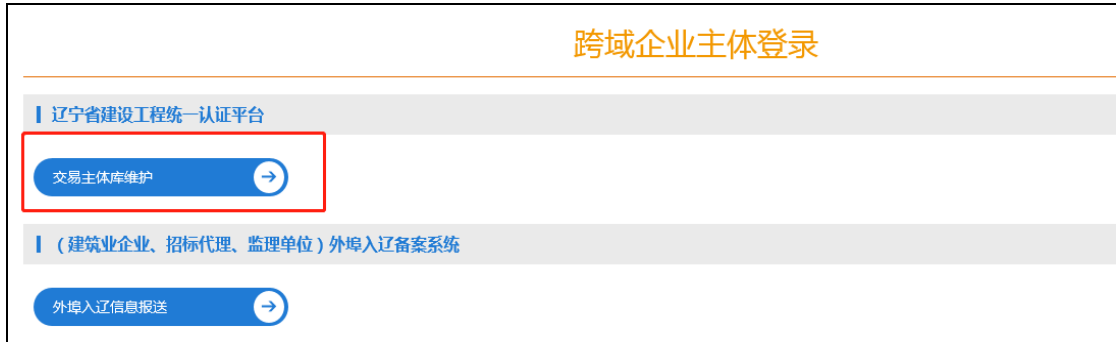 跨域企业主体登录
辽宁省建设工程统一认证平台
交易主体库维护
（建筑业企业、招标代理、监理单位）外埠入辽备案系统
外埠入辽信息报送